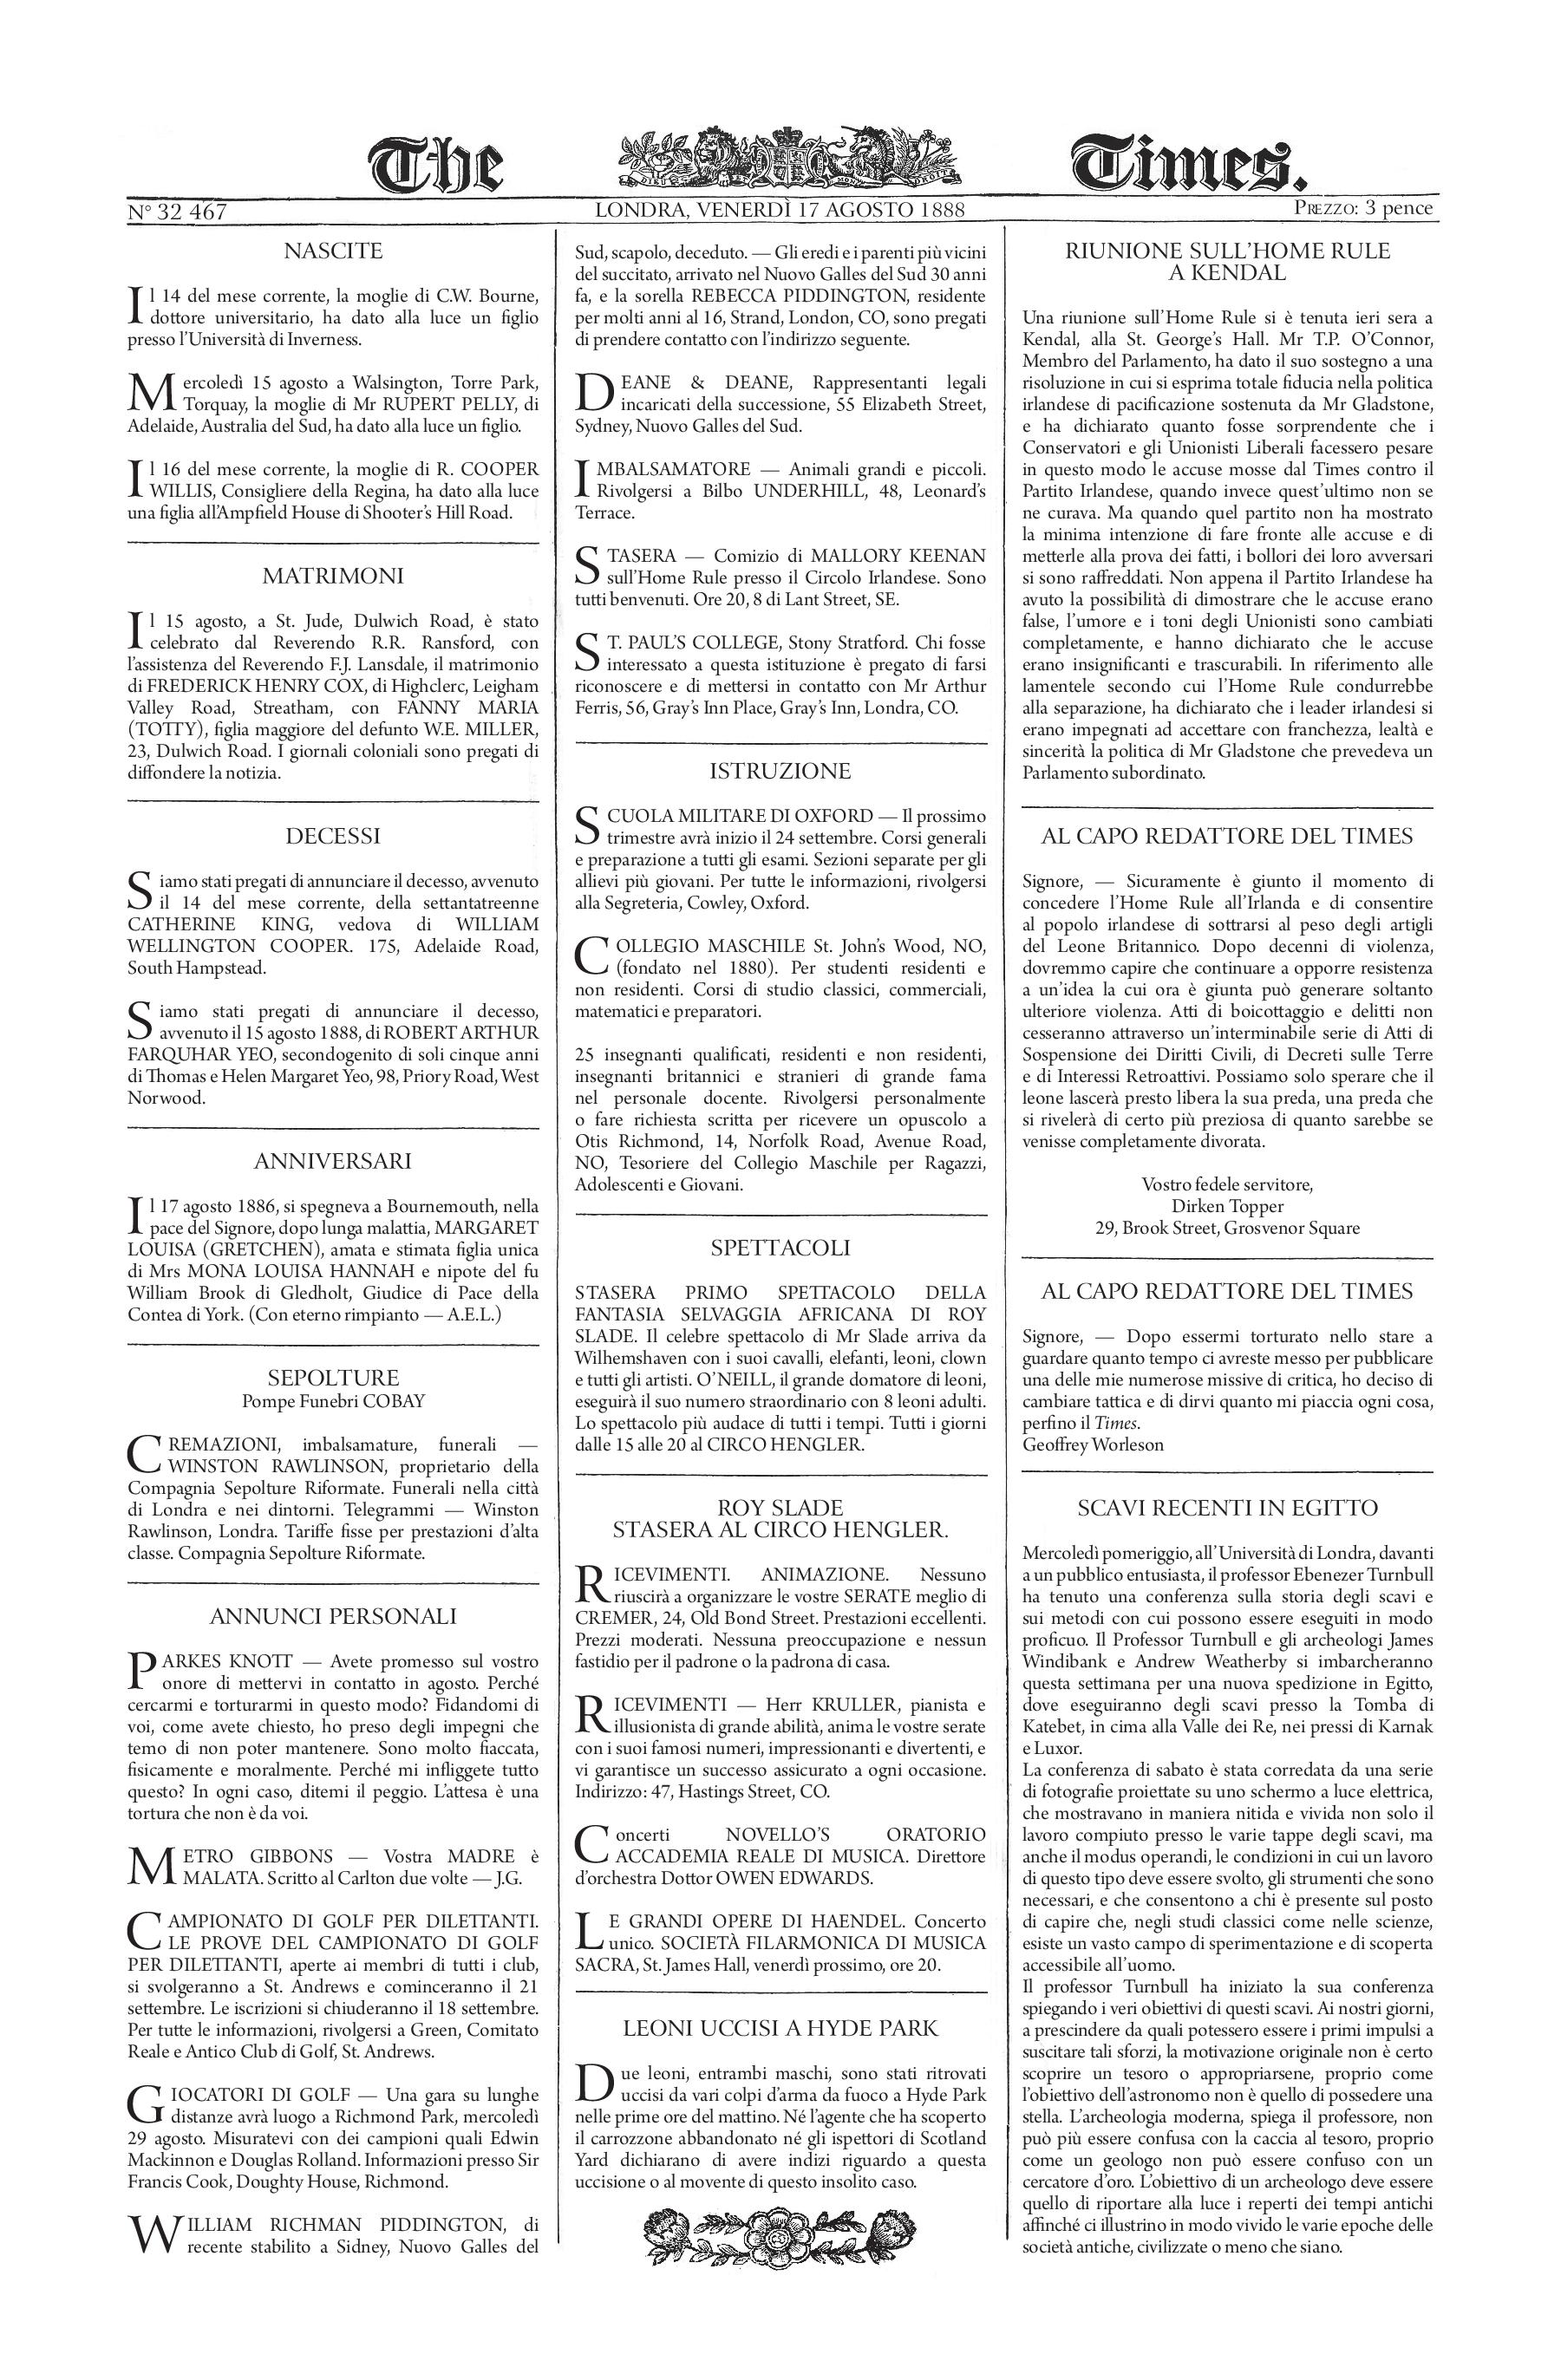 The Times.
DIEU ET MON DROIT
N° 32 467
LONDRA, VENERDÌ 17 AGOSTO 1888
Prezzo: 3 pence
NASCITE
Il 14 del mese corrente, la moglie di C.W. Bourne,
dottore universitario, ha dato alla luce un figlio
presso l'Università di Inverness.
Mercoledì 15 agosto a Walsington, Torre Park,
Torquay, la moglie di Mr RUPERT PELLY, di
Adelaide, Australia del Sud, ha dato alla luce un figlio.
Il 16 del mese corrente, la moglie di R. COOPER
WILLIS, Consigliere della Regina, ha dato alla luce
una figlia all'Ampfield House di Shooter's Hill Road.
MATRIMONI
Il 15 agosto, a St. Jude, Dulwich Road, è stato
celebrato dal Reverendo R.R. Ransford, con
l'assistenza del Reverendo F.J. Lansdale, il matrimonio
di FREDERICK HENRY COX, di Highclerc, Leigham
Valley Road, Streatham, con FANNY MARIA
(TOTTY), figlia maggiore del defunto W.E. MILLER,
23, Dulwich Road. I giornali coloniali sono pregati di
diffondere la notizia.
DECESSI
Siamo stati pregati di annunciare il decesso, avvenuto
il 14 del mese corrente, della settantatreenne
CATHERINE KING, vedova di WILLIAM
WELLINGTON COOPER. 175, Adelaide Road,
South Hampstead.
Siamo stati pregati di annunciare il decesso,
avvenuto il 15 agosto 1888, di ROBERT ARTHUR
FARQUHAR YEO, secondogenito di soli cinque anni
di Thomas e Helen Margaret Yeo, 98, Priory Road, West
Norwood.
ANNIVERSARI
Il 17 agosto 1886, si spegneva a Bournemouth, nella
pace del Signore, dopo lunga malattia, MARGARET
LOUISA (GRETCHEN), amata e stimata figlia unica
di Mrs MONA LOUISA HANNAH e nipote del fu
William Brook di Gledholt, Giudice di Pace della
Contea di York. (Con eterno rimpianto — A.E.L.)
SEPOLTURE
Pompe Funebri COBAY
CREMAZIONI, imbalsamature, funerali —
WINSTON RAWLINSON, proprietario della
Compagnia Sepolture Riformate. Funerali nella città
di Londra e nei dintorni. Telegrammi — Winston
Rawlinson, Londra. Tariffe fisse per prestazioni d'alta
classe. Compagnia Sepolture Riformate.
ANNUNCI PERSONALI
PARKES KNOTT — Avete promesso sul vostro
onore di mettervi in contatto in agosto. Perché
cercarmi e torturarmi in questo modo? Fidandomi di
voi, come avete chiesto, ho preso degli impegni che
temo di non poter mantenere. Sono molto fiaccata,
fisicamente e moralmente. Perché mi infliggete tutto
questo? In ogni caso, ditemi il peggio. L'attesa è una
tortura che non è da voi.
METRO GIBBONS — Vostra MADRE è
MALATA. Scritto al Carlton due volte — J.G.
CAMPIONATO DI GOLF PER DILETTANTI.
LE PROVE DEL CAMPIONATO DI GOLF
PER DILETTANTI, aperte ai membri di tutti i club,
si svolgeranno a St. Andrews e cominceranno il 21
settembre. Le iscrizioni si chiuderanno il 18 settembre.
Per tutte le informazioni, rivolgersi a Green, Comitato
Reale e Antico Club di Golf, St. Andrews.
GIOCATORI DI GOLF — Una gara su lunghe
distanze avrà luogo a Richmond Park, mercoledì
29 agosto. Misuratevi con dei campioni quali Edwin
Mackinnon e Douglas Rolland. Informazioni presso Sir
Francis Cook, Doughty House, Richmond.
WILLIAM RICHMAN PIDDINGTON, di
recente stabilito a Sidney, Nuovo Galles del
Sud, scapolo, deceduto. — Gli eredi e i parenti più vicini
del succitato, arrivato nel Nuovo Galles del Sud 30 anni
fa, e la sorella REBECCA PIDDINGTON, residente
per molti anni al 16, Strand, London, CO, sono pregati
di prendere contatto con l'indirizzo seguente.
DEANE & DEANE, Rappresentanti legali
incaricati della successione, 55 Elizabeth Street,
Sydney, Nuovo Galles del Sud.
IMBALSAMATORE — Animali grandi e piccoli.
Rivolgersi a Bilbo UNDERHILL, 48, Leonard's
Terrace.
STASERA — Comizio di MALLORY KEENAN
sull'Home Rule presso il Circolo Irlandese. Sono
tutti benvenuti. Ore 20, 8 di Lant Street, SE.
ST. PAUL'S COLLEGE, Stony Stratford. Chi fosse
interessato a questa istituzione è pregato di farsi
riconoscere e di mettersi in contatto con Mr Arthur
Ferris, 56, Gray's Inn Place, Gray's Inn, Londra, CO.
ISTRUZIONE
SCUOLA MILITARE DI OXFORD — Il prossimo
trimestre avrà inizio il 24 settembre. Corsi generali
e preparazione a tutti gli esami. Sezioni separate per gli
allievi più giovani. Per tutte le informazioni, rivolgersi
alla Segreteria, Cowley, Oxford.
COLLEGIO MASCHILE St. John's Wood, NO,
(fondato nel 1880). Per studenti residenti e
non residenti. Corsi di studio classici, commerciali,
matematici e preparatori.
25 insegnanti qualificati, residenti e non residenti,
insegnanti britannici e stranieri di grande fama
nel personale docente. Rivolgersi personalmente
o fare richiesta scritta per ricevere un opuscolo a
Otis Richmond, 14, Norfolk Road, Avenue Road,
NO, Tesoriere del Collegio Maschile per Ragazzi,
Adolescenti e Giovani.
SPETTACOLI
STASERA PRIMO SPETTACOLO DELLA
FANTASIA SELVAGGIA AFRICANA DI ROY
SLADE. Il celebre spettacolo di Mr Slade arriva da
Wilhemshaven con i suoi cavalli, elefanti, leoni, clown
e tutti gli artisti. O'NEILL, il grande domatore di leoni,
eseguirà il suo numero straordinario con 8 leoni adulti.
Lo spettacolo più audace di tutti i tempi. Tutti i giorni
dalle 15 alle 20 al CIRCO HENGLER.
ROY SLADE
STASERA AL CIRCO HENGLER.
RICEVIMENTI. ANIMAZIONE. Nessuno
riuscirà a organizzare le vostre SERATE meglio di
CREMER, 24, Old Bond Street. Prestazioni eccellenti.
Prezzi moderati. Nessuna preoccupazione e nessun
fastidio per il padrone o la padrona di casa.
RICEVIMENTI — Herr KRULLER, pianista e
illusionista di grande abilità, anima le vostre serate
con i suoi famosi numeri, impressionanti e divertenti, e
vi garantisce un successo assicurato a ogni occasione.
Indirizzo: 47, Hastings Street, CO.
Concerti NOVELLO'S ORATORIO
ACCADEMIA REALE DI MUSICA. Direttore
d'orchestra Dottor OWEN EDWARDS.
LE GRANDI OPERE DI HAENDEL. Concerto
unico. SOCIETÀ FILARMONICA DI MUSICA
SACRA, St. James Hall, venerdì prossimo, ore 20.
LEONI UCCISI A HYDE PARK
Due leoni, entrambi maschi, sono stati ritrovati
uccisi da vari colpi d'arma da fuoco a Hyde Park
nelle prime ore del mattino. Né l'agente che ha scoperto
il carrozzone abbandonato né gli ispettori di Scotland
Yard dichiarano di avere indizi riguardo a questa
uccisione o al movente di questo insolito caso.
RIUNIONE SULL'HOME RULE
A KENDAL
Una riunione sull'Home Rule si è tenuta ieri sera a
Kendal, alla St. George's Hall. Mr T.P. O'Connor,
Membro del Parlamento, ha dato il suo sostegno a una
risoluzione in cui si esprima totale fiducia nella politica
irlandese di pacificazione sostenuta da Mr Gladstone,
e ha dichiarato quanto fosse sorprendente che i
Conservatori e gli Unionisti Liberali facessero pesare
in questo modo le accuse mosse dal Times contro il
Partito Irlandese, quando invece quest'ultimo non se
ne curava. Ma quando quel partito non ha mostrato
la minima intenzione di fare fronte alle accuse e di
metterle alla prova dei fatti, i bollori dei loro avversari
si sono raffreddati. Non appena il Partito Irlandese ha
avuto la possibilità di dimostrare che le accuse erano
false, l'umore e i toni degli Unionisti sono cambiati
completamente, e hanno dichiarato che le accuse
erano insignificanti e trascurabili. In riferimento alle
lamentele secondo cui l'Home Rule condurrebbe
alla separazione, ha dichiarato che i leader irlandesi si
erano impegnati ad accettare con franchezza, lealtà e
sincerità la politica di Mr Gladstone che prevedeva un
Parlamento subordinato.
AL CAPO REDATTORE DEL TIMES
Signore, — Sicuramente è giunto il momento di
concedere l'Home Rule all'Irlanda e di consentire
al popolo irlandese di sottrarsi al peso degli artigli
del Leone Britannico. Dopo decenni di violenza,
dovremmo capire che continuare a opporre resistenza
a un'idea la cui ora è giunta può generare soltanto
ulteriore violenza. Atti di boicottaggio e delitti non
cesseranno attraverso un'interminabile serie di Atti di
Sospensione dei Diritti Civili, di Decreti sulle Terre
e di Interessi Retroattivi. Possiamo solo sperare che il
leone lascerà presto libera la sua preda, una preda che
si rivelerà di certo più preziosa di quanto sarebbe se
venisse completamente divorata.
Vostro fedele servitore,
Dirken Topper
29, Brook Street, Grosvenor Square
AL CAPO REDATTORE DEL TIMES
Signore, — Dopo essermi torturato nello stare a
guardare quanto tempo ci avreste messo per pubblicare
una delle mie numerose missive di critica, ho deciso di
cambiare tattica e di dirvi quanto mi piaccia ogni cosa,
perfino il Times.
Geoffrey Worleson
SCAVI RECENTI IN EGITTO
Mercoledì pomeriggio, all'Università di Londra, davanti
a un pubblico entusiasta, il professor Ebenezer Turnbull
ha tenuto una conferenza sulla storia degli scavi e
sui metodi con cui possono essere eseguiti in modo
proficuo. Il Professor Turnbull e gli archeologi James
Windibank e Andrew Weatherby si imbarcheranno
questa settimana per una nuova spedizione in Egitto,
dove eseguiranno degli scavi presso la Tomba di
Katebet, in cima alla Valle dei Re, nei pressi di Karnak
e Luxor.
La conferenza di sabato è stata corredata da una serie
di fotografie proiettate su uno schermo a luce elettrica,
che mostravano in maniera nitida e vivida non solo il
lavoro compiuto presso le varie tappe degli scavi, ma
anche il modus operandi, le condizioni in cui un lavoro
di questo tipo deve essere svolto, gli strumenti che sono
necessari, e che consentono a chi è presente sul posto
di capire che, negli studi classici come nelle scienze,
esiste un vasto campo di sperimentazione e di scoperta
accessibile all'uomo.
Il professor Turnbull ha iniziato la sua conferenza
spiegando i veri obiettivi di questi scavi. Ai nostri giorni,
a prescindere da quali potessero essere i primi impulsi a
suscitare tali sforzi, la motivazione originale non è certo
scoprire un tesoro o appropriarsene, proprio come
l'obiettivo dell'astronomo non è quello di possedere una
stella. L'archeologia moderna, spiega il professore, non
può più essere confusa con la caccia al tesoro, proprio
come un geologo non può essere confuso con un
cercatore d'oro. L'obiettivo di un archeologo deve essere
quello di riportare alla luce i reperti dei tempi antichi
affinché ci illustrino in modo vivido le varie epoche delle
società antiche, civilizzate o meno che siano.